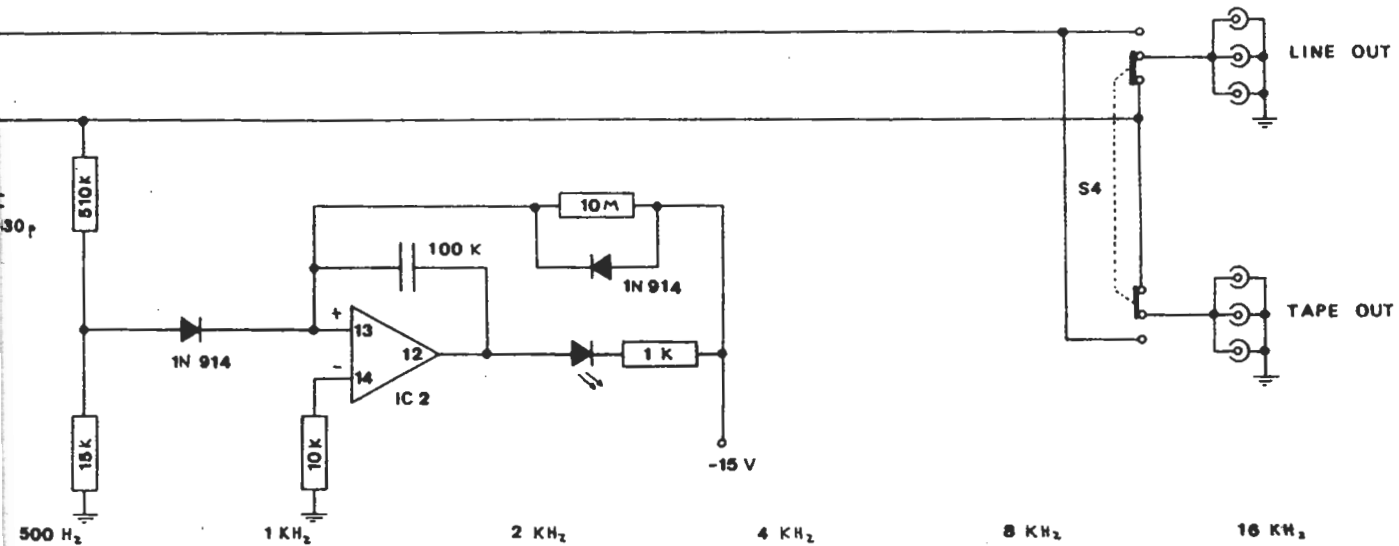 LINE OUT
S4
510K
30p
10M
100 K
1N 914
+
13
12
1N 914
1 K
-
14
IC 2
15K
10K
-15 V
TAPE OUT
500 Hz
1 KHz
2 KHz
4 KHz
8 KHz
16 KHz